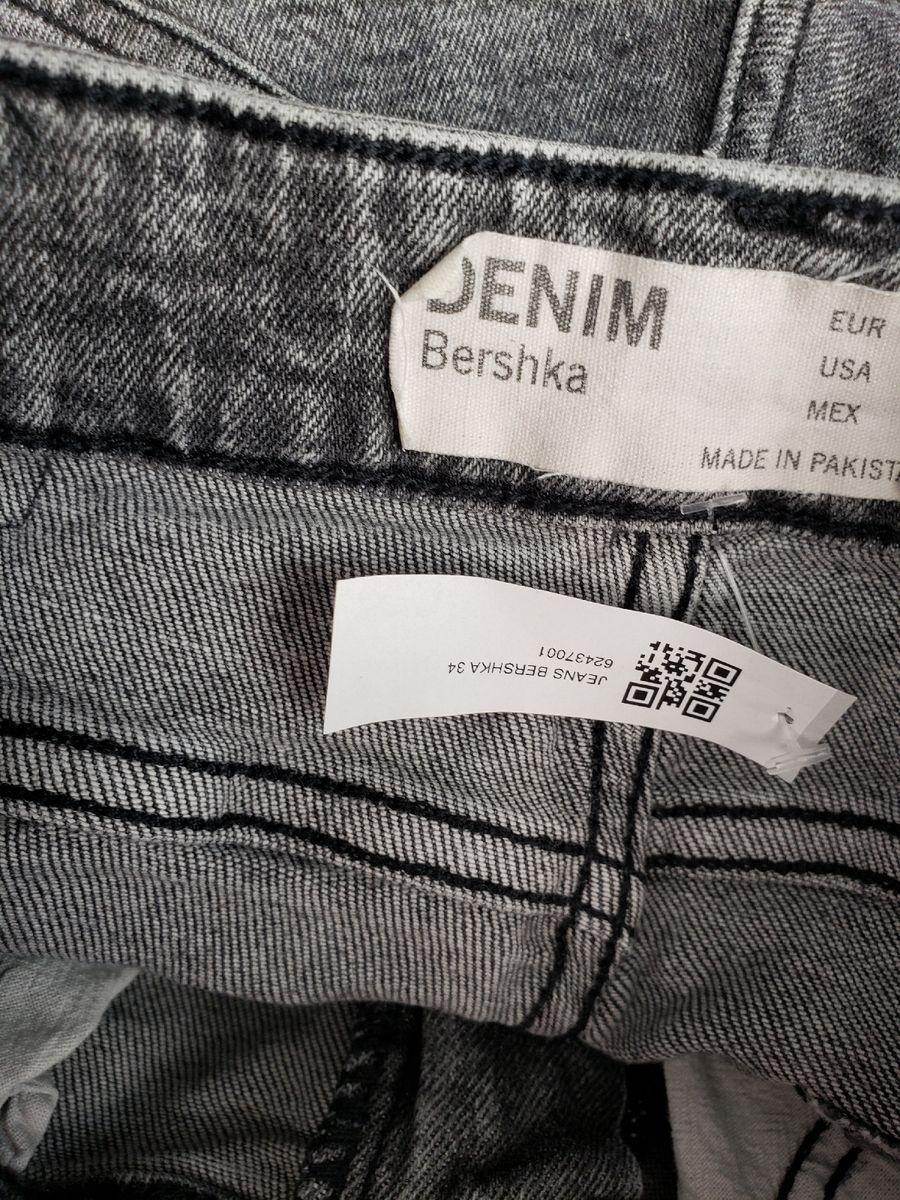 DENIM
Bershka
EUR
USA
MEX
MADE IN PAKISTA
JEANS BERSHKA 34
62437001